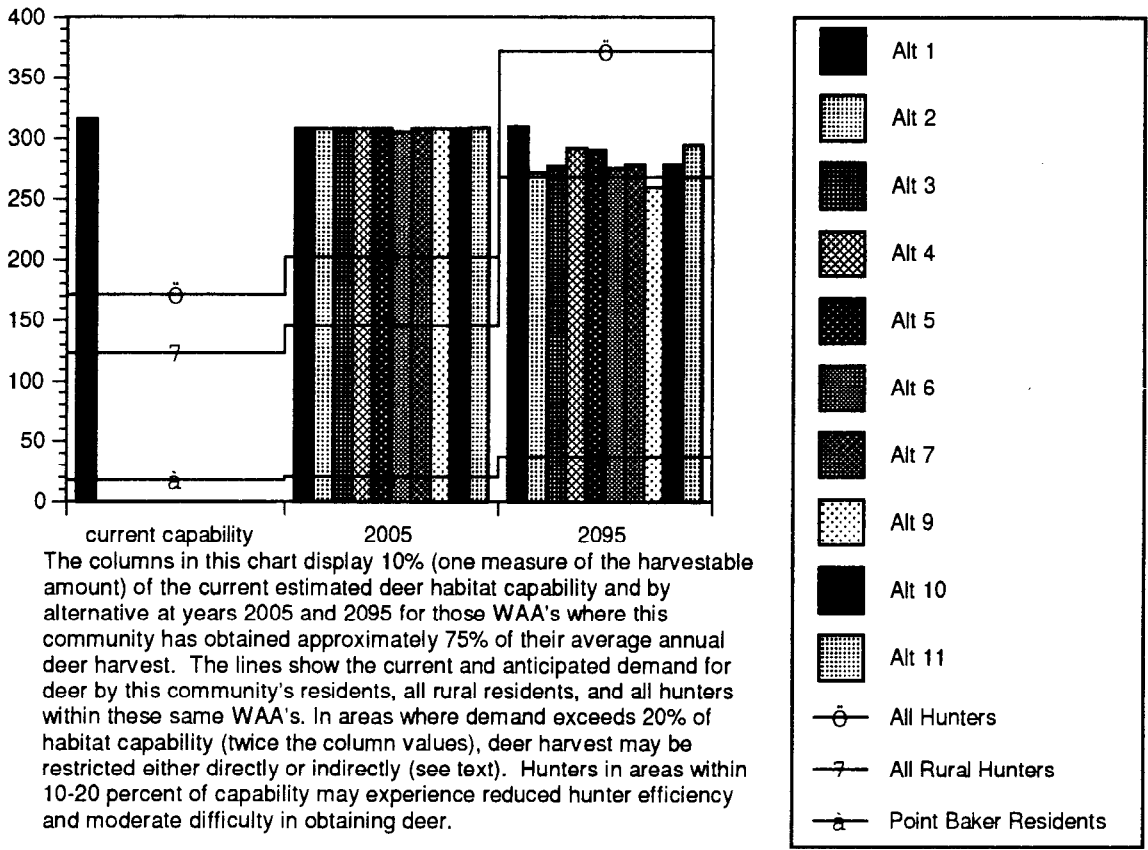 400
350
300
250
200
150
100
50
0
Ö
7
à
Ö
current capability
2005
2095
The columns in this chart display 10% (one measure of the harvestable
amount) of the current estimated deer habitat capability and by
alternative at years 2005 and 2095 for those WAA's where this
community has obtained approximately 75% of their average annual
deer harvest. The lines show the current and anticipated demand for
deer by this community's residents, all rural residents, and all hunters
within these same WAA's. In areas where demand exceeds 20% of
habitat capability (twice the column values), deer harvest may be
restricted either directly or indirectly (see text). Hunters in areas within
10-20 percent of capability may experience reduced hunter efficiency
and moderate difficulty in obtaining deer.
Alt 1
Alt 2
Alt 3
Alt 4
Alt 5
Alt 6
Alt 7
Alt 9
Alt 10
Alt 11
Ö All Hunters
7 All Rural Hunters
à Point Baker Residents